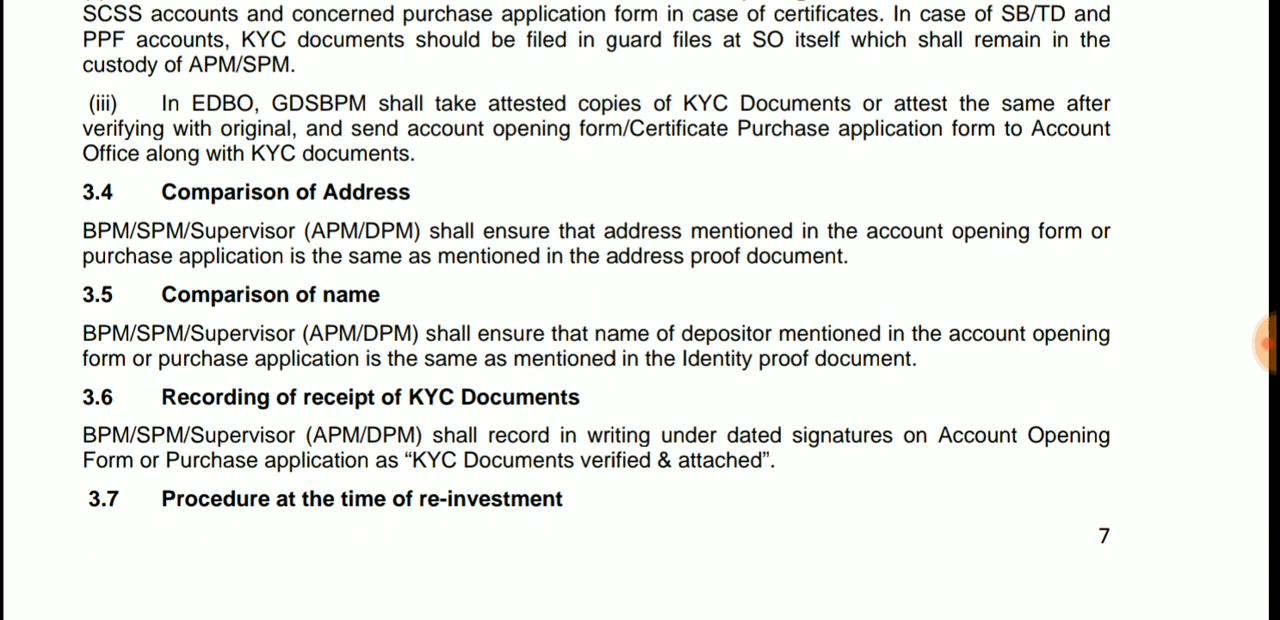 SCSS accounts and concerned purchase application form in case of certificates. In case of SB/TD and
PPF accounts, KYC documents should be filed in guard files at SO itself which shall remain in the
custody of APM/SPM.
(iii) In EDBO, GDSBPM shall take attested copies of KYC Documents or attest the same after
verifying with original, and send account opening form/Certificate Purchase application form to Account
Office along with KYC documents.
3.4 Comparison of Address
BPM/SPM/Supervisor (APM/DPM) shall ensure that address mentioned in the account opening form or
purchase application is the same as mentioned in the address proof document.
3.5 Comparison of name
BPM/SPM/Supervisor (APM/DPM) shall ensure that name of depositor mentioned in the account opening
form or purchase application is the same as mentioned in the Identity proof document.
3.6 Recording of receipt of KYC Documents
BPM/SPM/Supervisor (APM/DPM) shall record in writing under dated signatures on Account Opening
Form or Purchase application as “KYC Documents verified & attached”.
3.7 Procedure at the time of re-investment
7